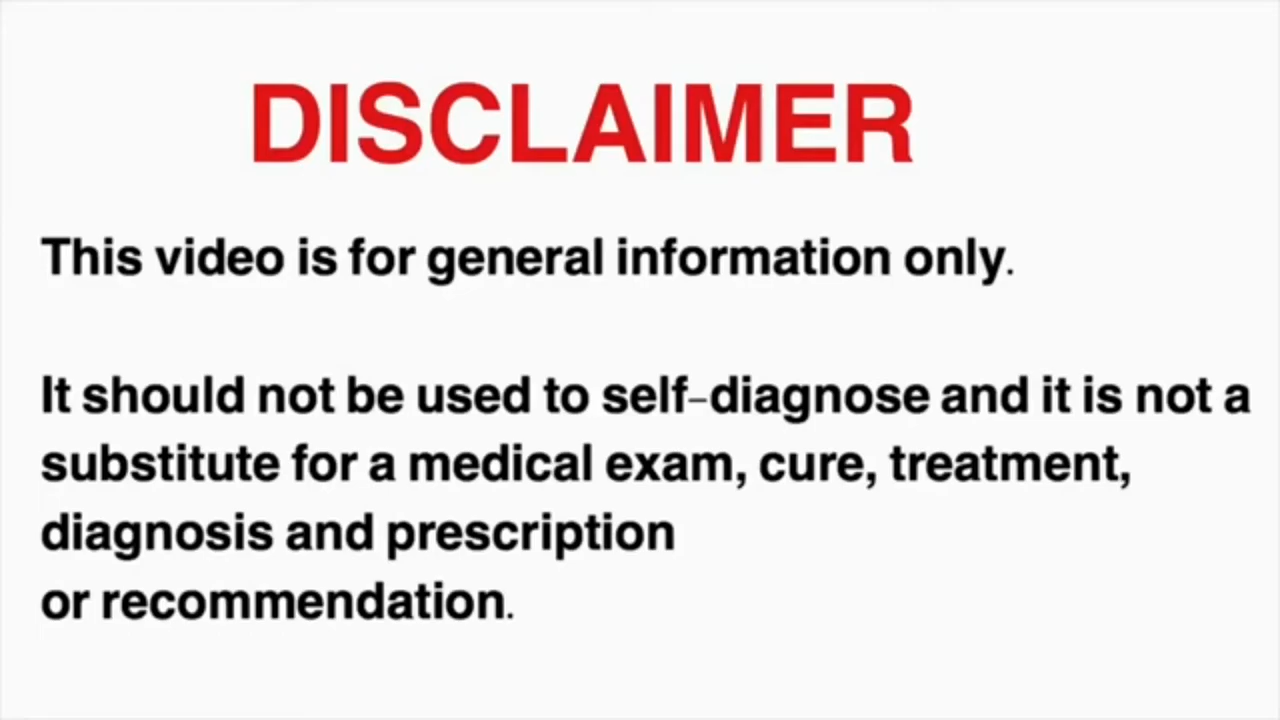 DISCLAIMER
This video is for general information only.
It should not be used to self-diagnose and it is not a
substitute for a medical exam, cure, treatment,
diagnosis and prescription
or recommendation.